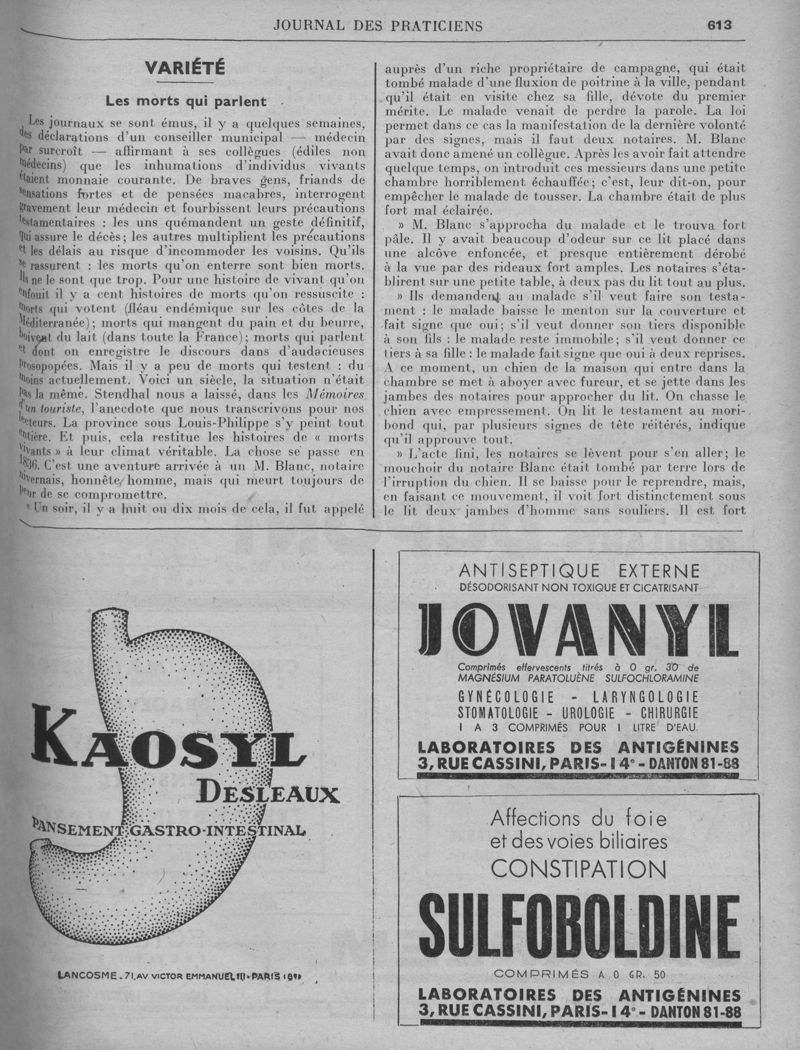 JOURNAL DES PRATICIENS
613
VARIÉTÉ
Les morts qui parlent
Les journaux se sont émus, il y a quelques semaines,
des déclarations d'un conseiller municipal — médecin
par surcroît — affirmant à ses collègues (édiles non
médecins) que les inhumations d'individus vivants
étaient monnaie courante. De braves gens, friands de
sensations fortes et de pensées macabres, interrogent
gravement leur médecin et fourbissent leurs précautions
testamentaires : les uns quémandent un geste définitif,
qui assure le décès; les autres multiplient les précautions
et les délais au risque d'incommoder les voisins. Qu'ils
se rassurent : les morts qu'on enterre sont bien morts.
Ils ne le sont que trop. Pour une histoire de vivant qu'on
enfouit il y a cent histoires de morts qu'on ressuscite :
morts qui votent (fléau endémique sur les côtes de la
Méditerranée); morts qui mangent du pain et du beurre,
boivent du lait (dans toute la France); morts qui parlent
et dont on enregistre le discours dans d'audacieuses
prosopopées. Mais il y a peu de morts qui testent : du
moins actuellement. Voici un siècle, la situation n'était
pas la même. Stendhal nous a laissé, dans les Mémoires
d'un touriste, l'anecdote que nous transcrivons pour nos
lecteurs. La province sous Louis-Philippe s'y peint tout
entière. Et puis, cela restitue les histoires de « morts
vivants » à leur climat véritable. La chose se passe en
1836. C'est une aventure arrivée à un M. Blanc, notaire
nivernais, honnête homme, mais qui meurt toujours de
peur de se compromettre.
« Un soir, il y a huit ou dix mois de cela, il fut appelé
auprès d'un riche propriétaire de campagne, qui était
tombé malade d'une fluxion de poitrine à la ville, pendant
qu'il était en visite chez sa fille, dévote du premier
mérite. Le malade venait de perdre la parole. La loi
permet dans ce cas la manifestation de la dernière volonté
par des signes, mais il faut deux notaires. M. Blanc
avait donc amené un collègue. Après les avoir fait attendre
quelque temps, on introduit ces messieurs dans une petite
chambre horriblement échauffée; c'est, leur dit-on, pour
empêcher le malade de tousser. La chambre était de plus
fort mal éclairée.
» M. Blanc s'approcha du malade et le trouva fort
pâle. Il y avait beaucoup d'odeur sur ce lit placé dans
une alcôve enfoncée, et presque entièrement dérobé
à la vue par des rideaux fort amples. Les notaires s'éta-
blirent sur une petite table, à deux pas du lit tout au plus.
» Ils demandent au malade s'il veut faire son testa-
ment : le malade baisse le menton sur la couverture et
fait signe que oui; s'il veut donner son tiers disponible
à son fils : le malade reste immobile; s'il veut donner ce
tiers à sa fille : le malade fait signe que oui à deux reprises.
A ce moment, un chien de la maison qui entre dans la
chambre se met à aboyer avec fureur, et se jette dans les
jambes des notaires pour approcher du lit. On chasse le
chien avec empressement. On lit le testament au mori-
bond qui, par plusieurs signes de tête réitérés, indique
qu'il approuve tout.
» L'acte fini, les notaires se lèvent pour s'en aller; le
mouchoir du notaire Blanc était tombé par terre lors de
l'irruption du chien. Il se baisse pour le reprendre, mais,
en faisant ce mouvement, il voit fort distinctement sous
le lit deux jambes d'homme sans souliers. Il est fort
KAOSYL
DESLEAUX
PANSEMENT GASTRO-INTESTINAL
LANCOSME - 71, AV VICTOR EMMANUEL III - PARIS (8e)
ANTISEPTIQUE EXTERNE
DÉSODORISANT NON TOXIQUE ET CICATRISANT
JOVANYL
Comprimés effervescents titrés à 0 gr. 30 de
MAGNÉSIUM PARATOLUÈNE SULFOCHLORAMINE
GYNÉCOLOGIE - LARYNGOLOGIE
STOMATOLOGIE - UROLOGIE - CHIRURGIE
1 A 3 COMPRIMÉS POUR 1 LITRE D'EAU.
LABORATOIRES DES ANTIGÉNINES
3, RUE CASSINI, PARIS-14e - DANTON 81-88
Affections du foie
et des voies biliaires
CONSTIPATION
SULFOBOLDINE
COMPRIMÉS A 0 GR. 50
LABORATOIRES DES ANTIGÉNINES
3, RUE CASSINI, PARIS-14e - DANTON 81-88